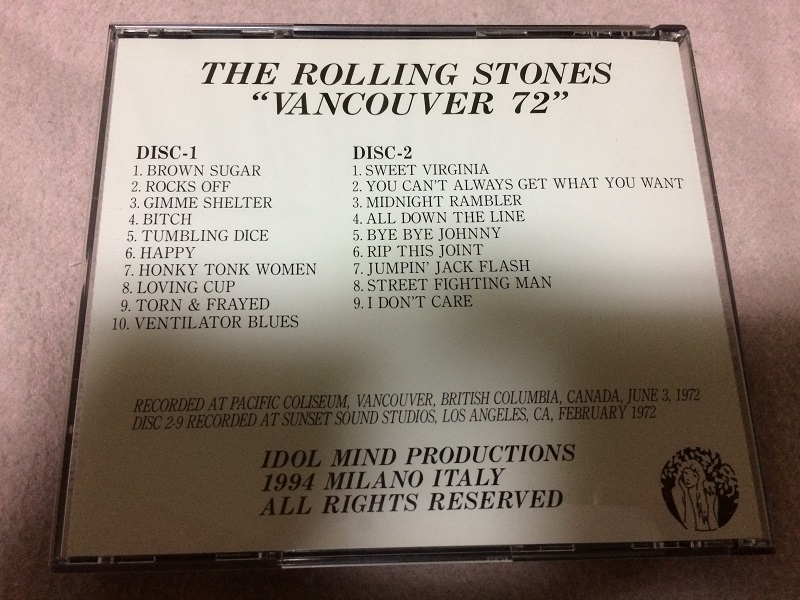 THE ROLLING STONES
"VANCOUVER 72"
DISC-1
1. BROWN SUGAR
2. ROCKS OFF
3. GIMME SHELTER
4. BITCH
5. TUMBLING DICE
6. HAPPY
7. HONKY TONK WOMEN
8. LOVING CUP
9. TORN & FRAYED
10. VENTILATOR BLUES
DISC-2
1. SWEET VIRGINIA
2. YOU CAN'T ALWAYS GET WHAT YOU WANT
3. MIDNIGHT RAMBLER
4. ALL DOWN THE LINE
5. BYE BYE JOHNNY
6. RIP THIS JOINT
7. JUMPIN' JACK FLASH
8. STREET FIGHTING MAN
9. I DON'T CARE
RECORDED AT PACIFIC COLISEUM, VANCOUVER, BRITISH COLUMBIA, CANADA, JUNE 3, 1972
DISC 2-9 RECORDED AT SUNSET SOUND STUDIOS, LOS ANGELES, CA, FEBRUARY 1972
IDOL MIND PRODUCTIONS
1994 MILANO ITALY
ALL RIGHTS RESERVED